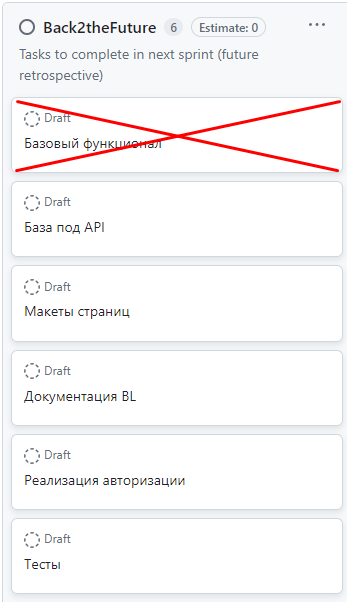 Back2theFuture 6 Estimate: 0 ...
Tasks to complete in next sprint (future
retrospective)
Draft
Базовый функционал
Draft
База под API
Draft
Макеты страниц
Draft
Документация BL
Draft
Реализация авторизации
Draft
Тесты